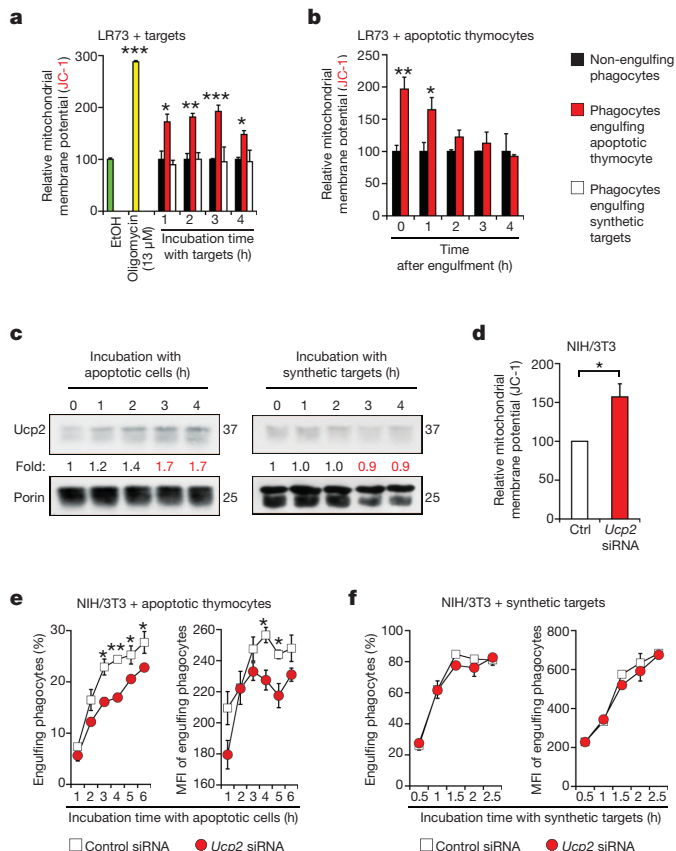 a
LR73 + targets
Relative mitochondrial
membrane potential (JC-1)
300
200
100
0
***
*
**
***
*
EtOH
Oligomycin
(13 µM)
1 2 3 4
Incubation time
with targets (h)
b
LR73 + apoptotic thymocytes
Relative mitochondrial
membrane potential (JC-1)
250
200
150
100
50
0
**
*
0 1 2 3 4
Time
after engulfment (h)
Non-engulfing
phagocytes
Phagocytes
engulfing
apoptotic
thymocyte
Phagocytes
engulfing
synthetic
targets
c
Incubation with
apoptotic cells (h)
0 1 2 3 4
Incubation with
synthetic targets (h)
0 1 2 3 4
Ucp2
37
37
Fold: 1 1.2 1.4 1.7 1.7
1 1.0 1.0 0.9 0.9
Porin
25
25
d
NIH/3T3
Relative mitochondrial
membrane potential (JC-1)
200
150
100
50
0
*
Ctrl Ucp2
siRNA
e
NIH/3T3 + apoptotic thymocytes
Engulfing phagocytes (%)
30
20
10
0
*
**
*
*
1 2 3 4 5 6
MFI of engulfing phagocytes
260
240
220
200
180
160
*
*
1 2 3 4 5 6
Incubation time with apoptotic cells (h)
Control siRNA Ucp2 siRNA
f
NIH/3T3 + synthetic targets
Engulfing phagocytes (%)
100
80
60
40
20
0
0.5 1 1.5 2 2.5
MFI of engulfing phagocytes
800
600
400
200
0
0.5 1 1.5 2 2.5
Incubation time with synthetic targets (h)
Control siRNA Ucp2 siRNA